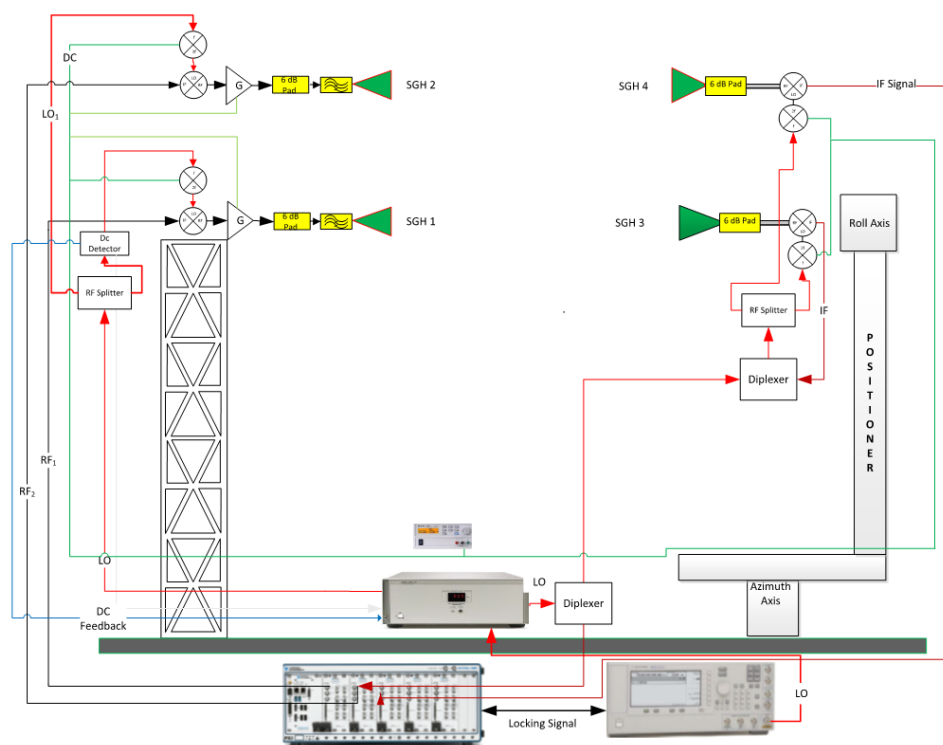 DC
LO1
G
6 dB
Pad
SGH 2
SGH 4
6 dB Pad
IF Signal
G
6 dB
Pad
SGH 1
SGH 3
6 dB Pad
Roll Axis
Dc
Detector
RF Splitter
RF Splitter
IF
Diplexer
POSITIONER
RF1
RF2
LO
DC
Feedback
LO
Diplexer
Azimuth
Axis
Locking Signal
LO